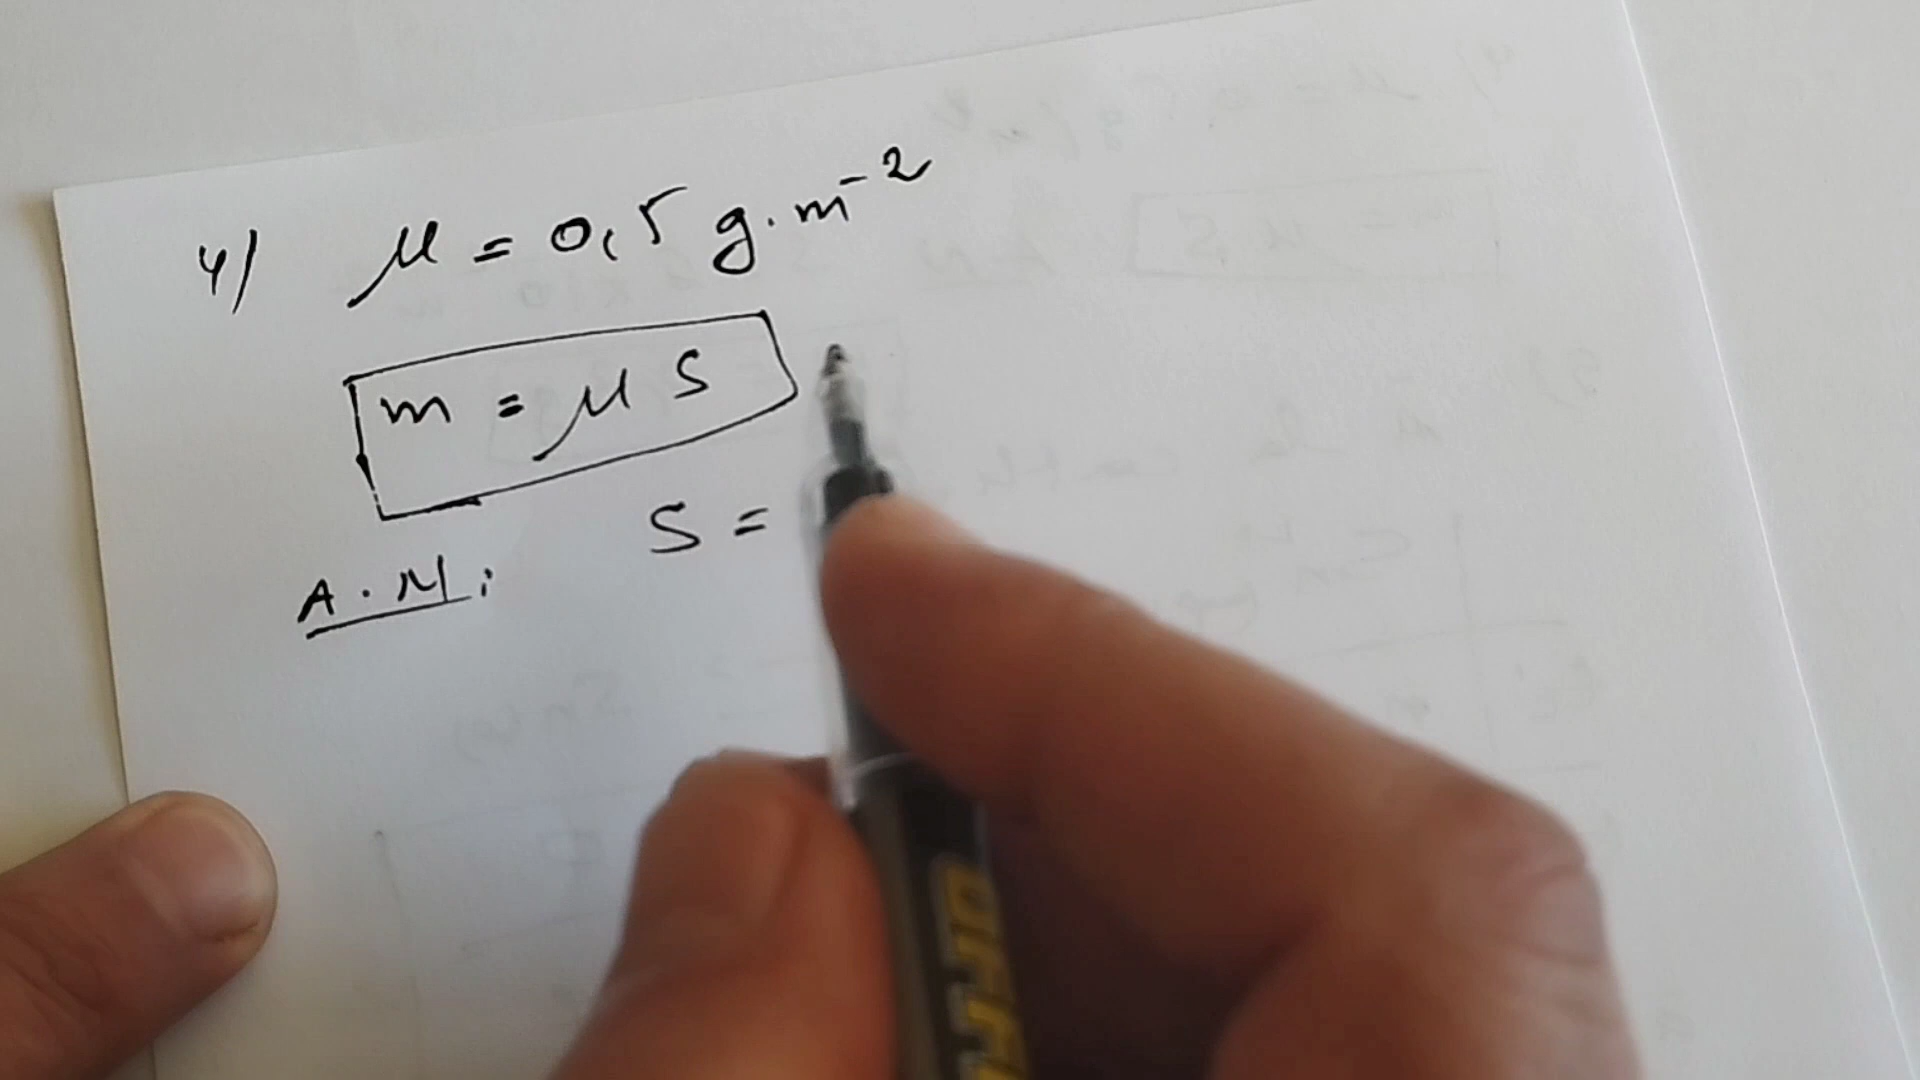 4) μ = 0,5 g.m⁻²
m = μ S
S =
A.N: